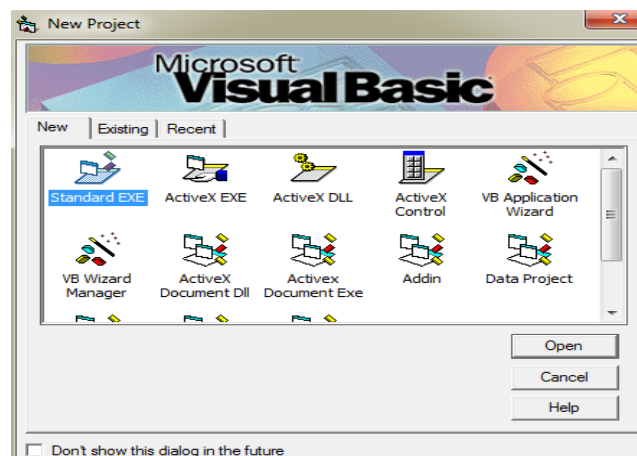 New Project
Microsoft
Visual Basic
New Existing Recent
Standard EXE ActiveX EXE ActiveX DLL ActiveX Control VB Application Wizard
VB Wizard Manager ActiveX Document Dll Activex Document Exe Addin Data Project
Open
Cancel
Help
Don't show this dialog in the future